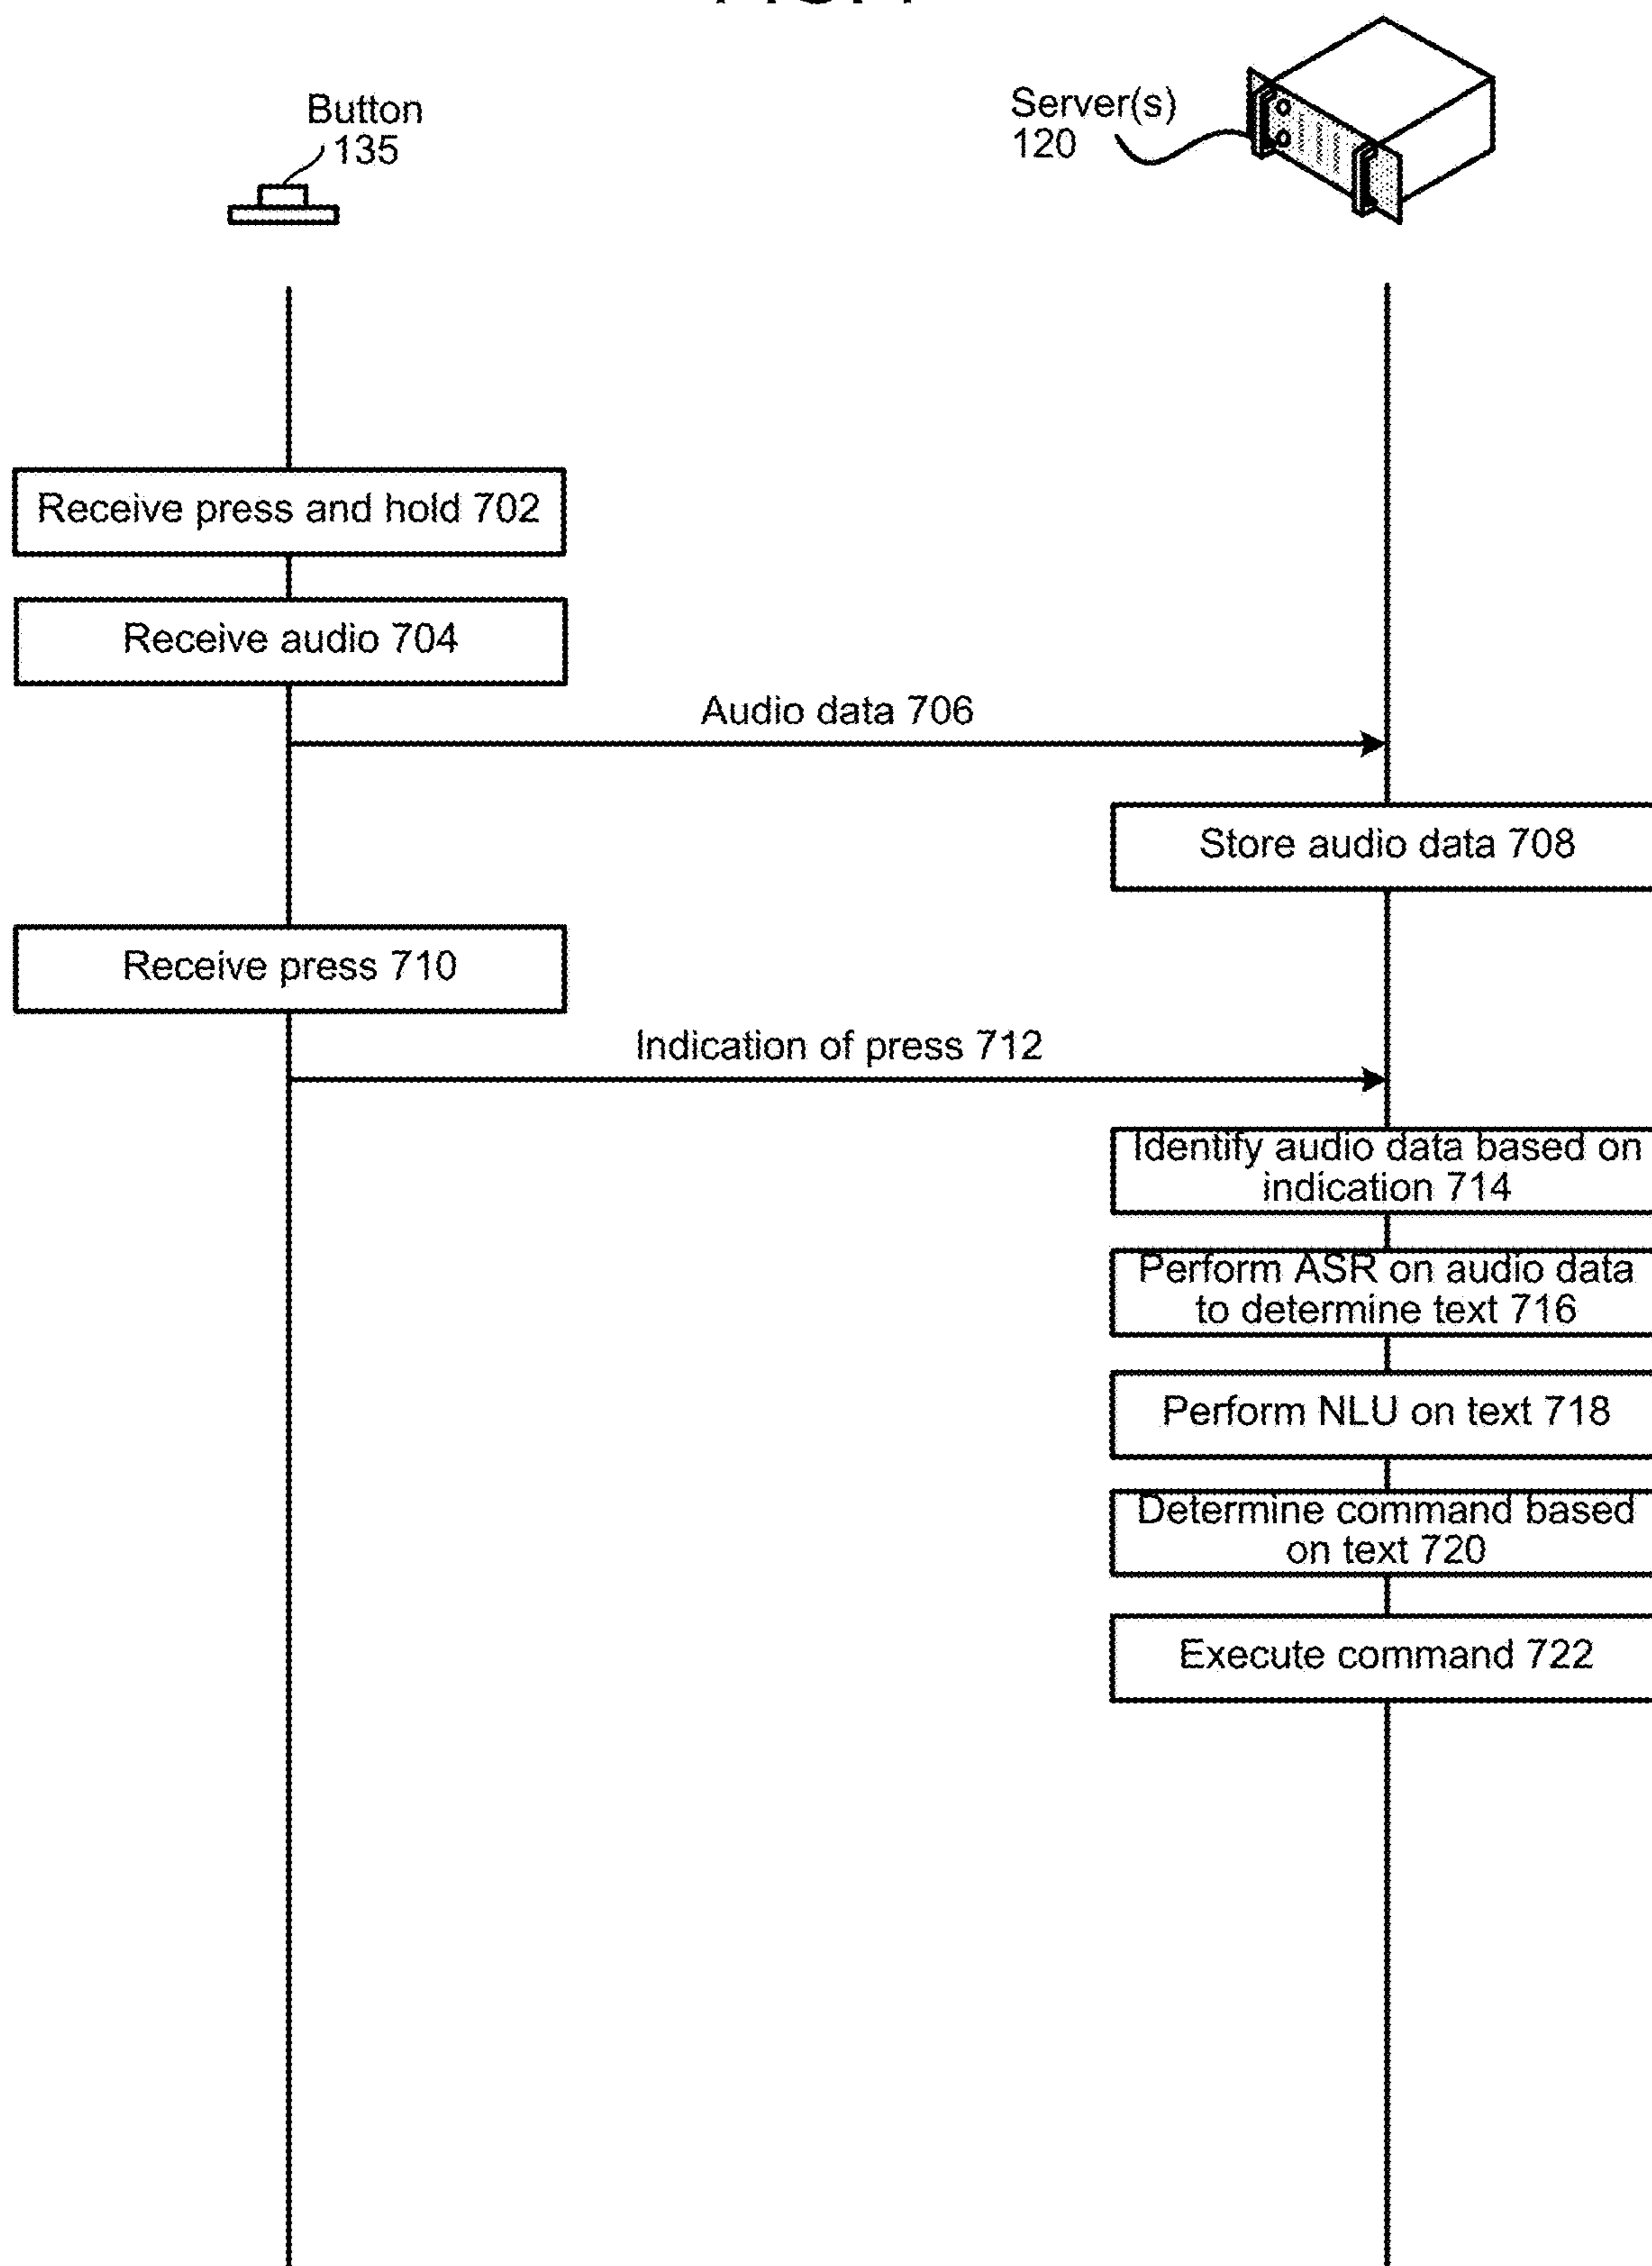 Button
135
Server(s)
120
Receive press and hold 702
Receive audio 704
Audio data 706
Store audio data 708
Receive press 710
Indication of press 712
Identify audio data based on
indication 714
Perform ASR on audio data
to determine text 716
Perform NLU on text 718
Determine command based
on text 720
Execute command 722